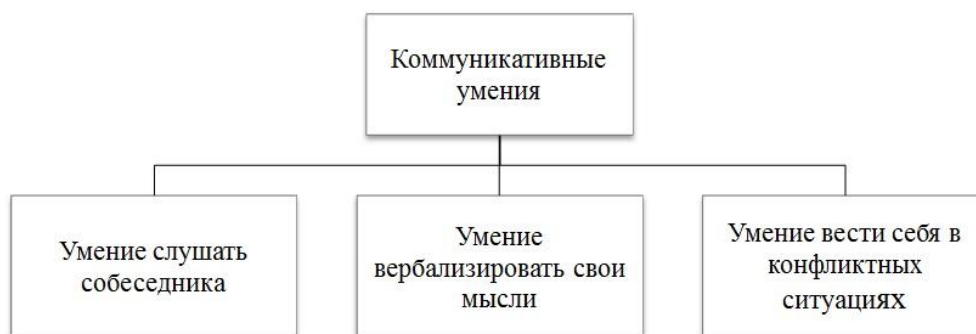 Коммуникативные
умения
Умение слушать
собеседника
Умение
вербализировать свои
мысли
Умение вести себя в
конфликтных
ситуациях